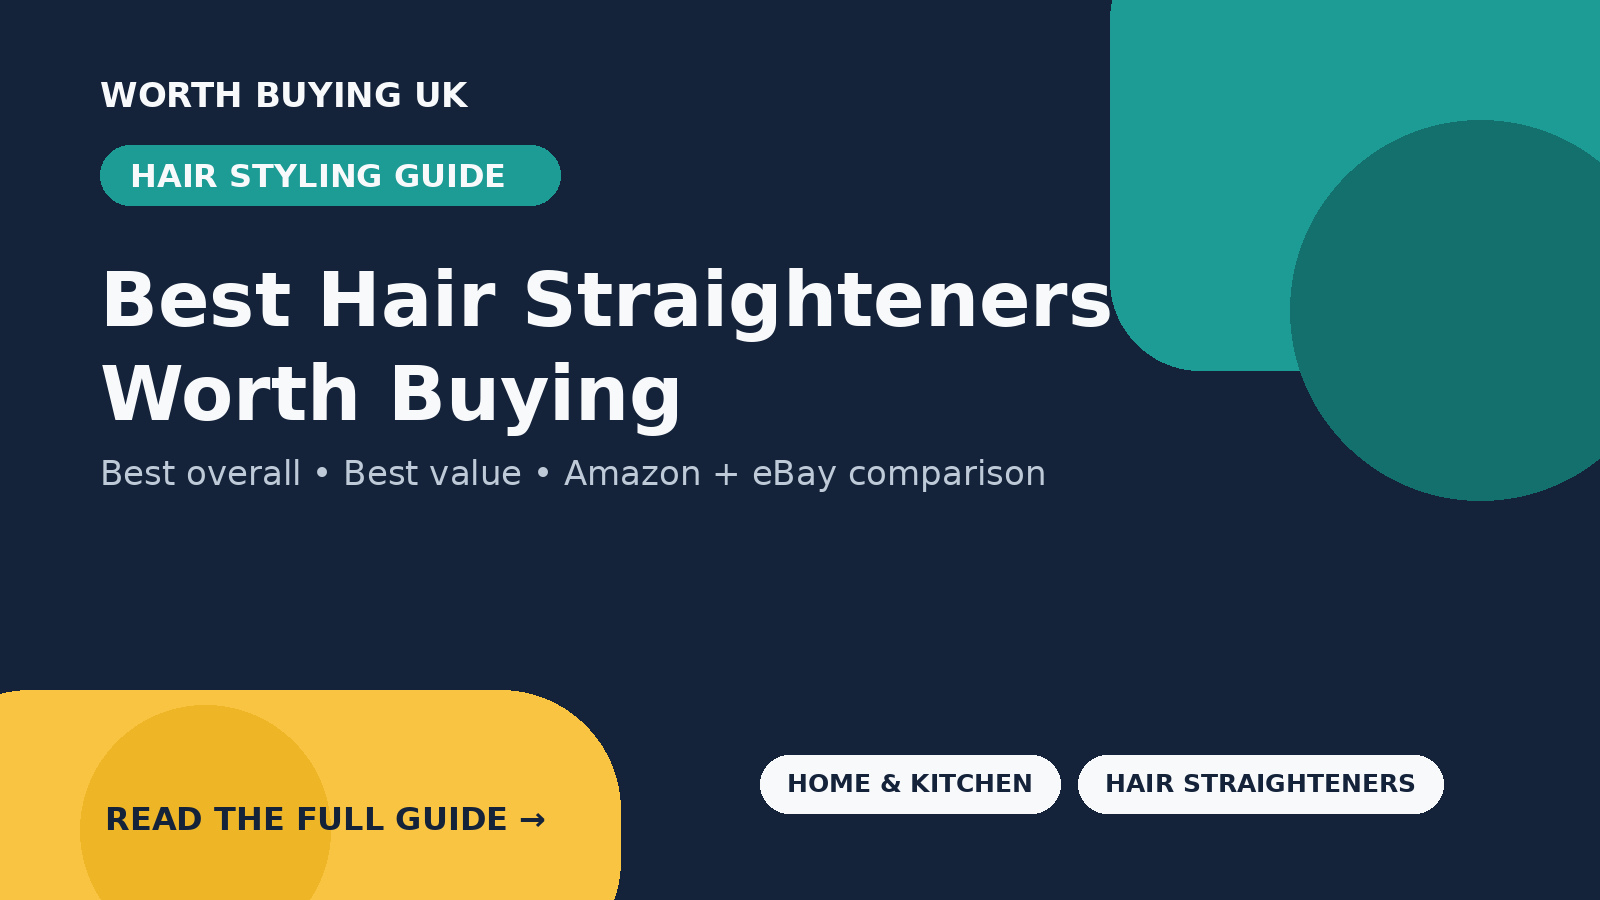 WORTH BUYING UK
HAIR STYLING GUIDE
Best Hair Straighteners
Worth Buying
Best overall • Best value • Amazon + eBay comparison
READ THE FULL GUIDE →
HOME & KITCHEN
HAIR STRAIGHTENERS